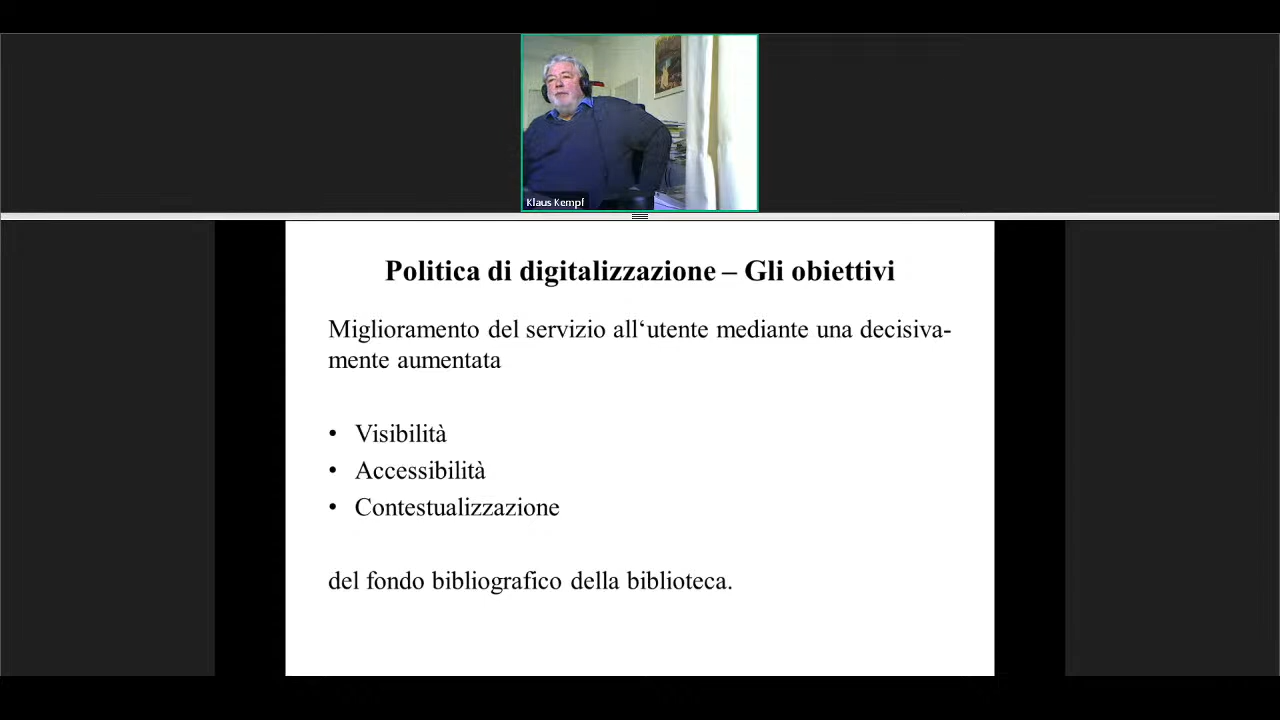 Klaus Kempf
Politica di digitalizzazione – Gli obiettivi
Miglioramento del servizio all‘utente mediante una decisiva-
mente aumentata
• Visibilità
• Accessibilità
• Contestualizzazione
del fondo bibliografico della biblioteca.